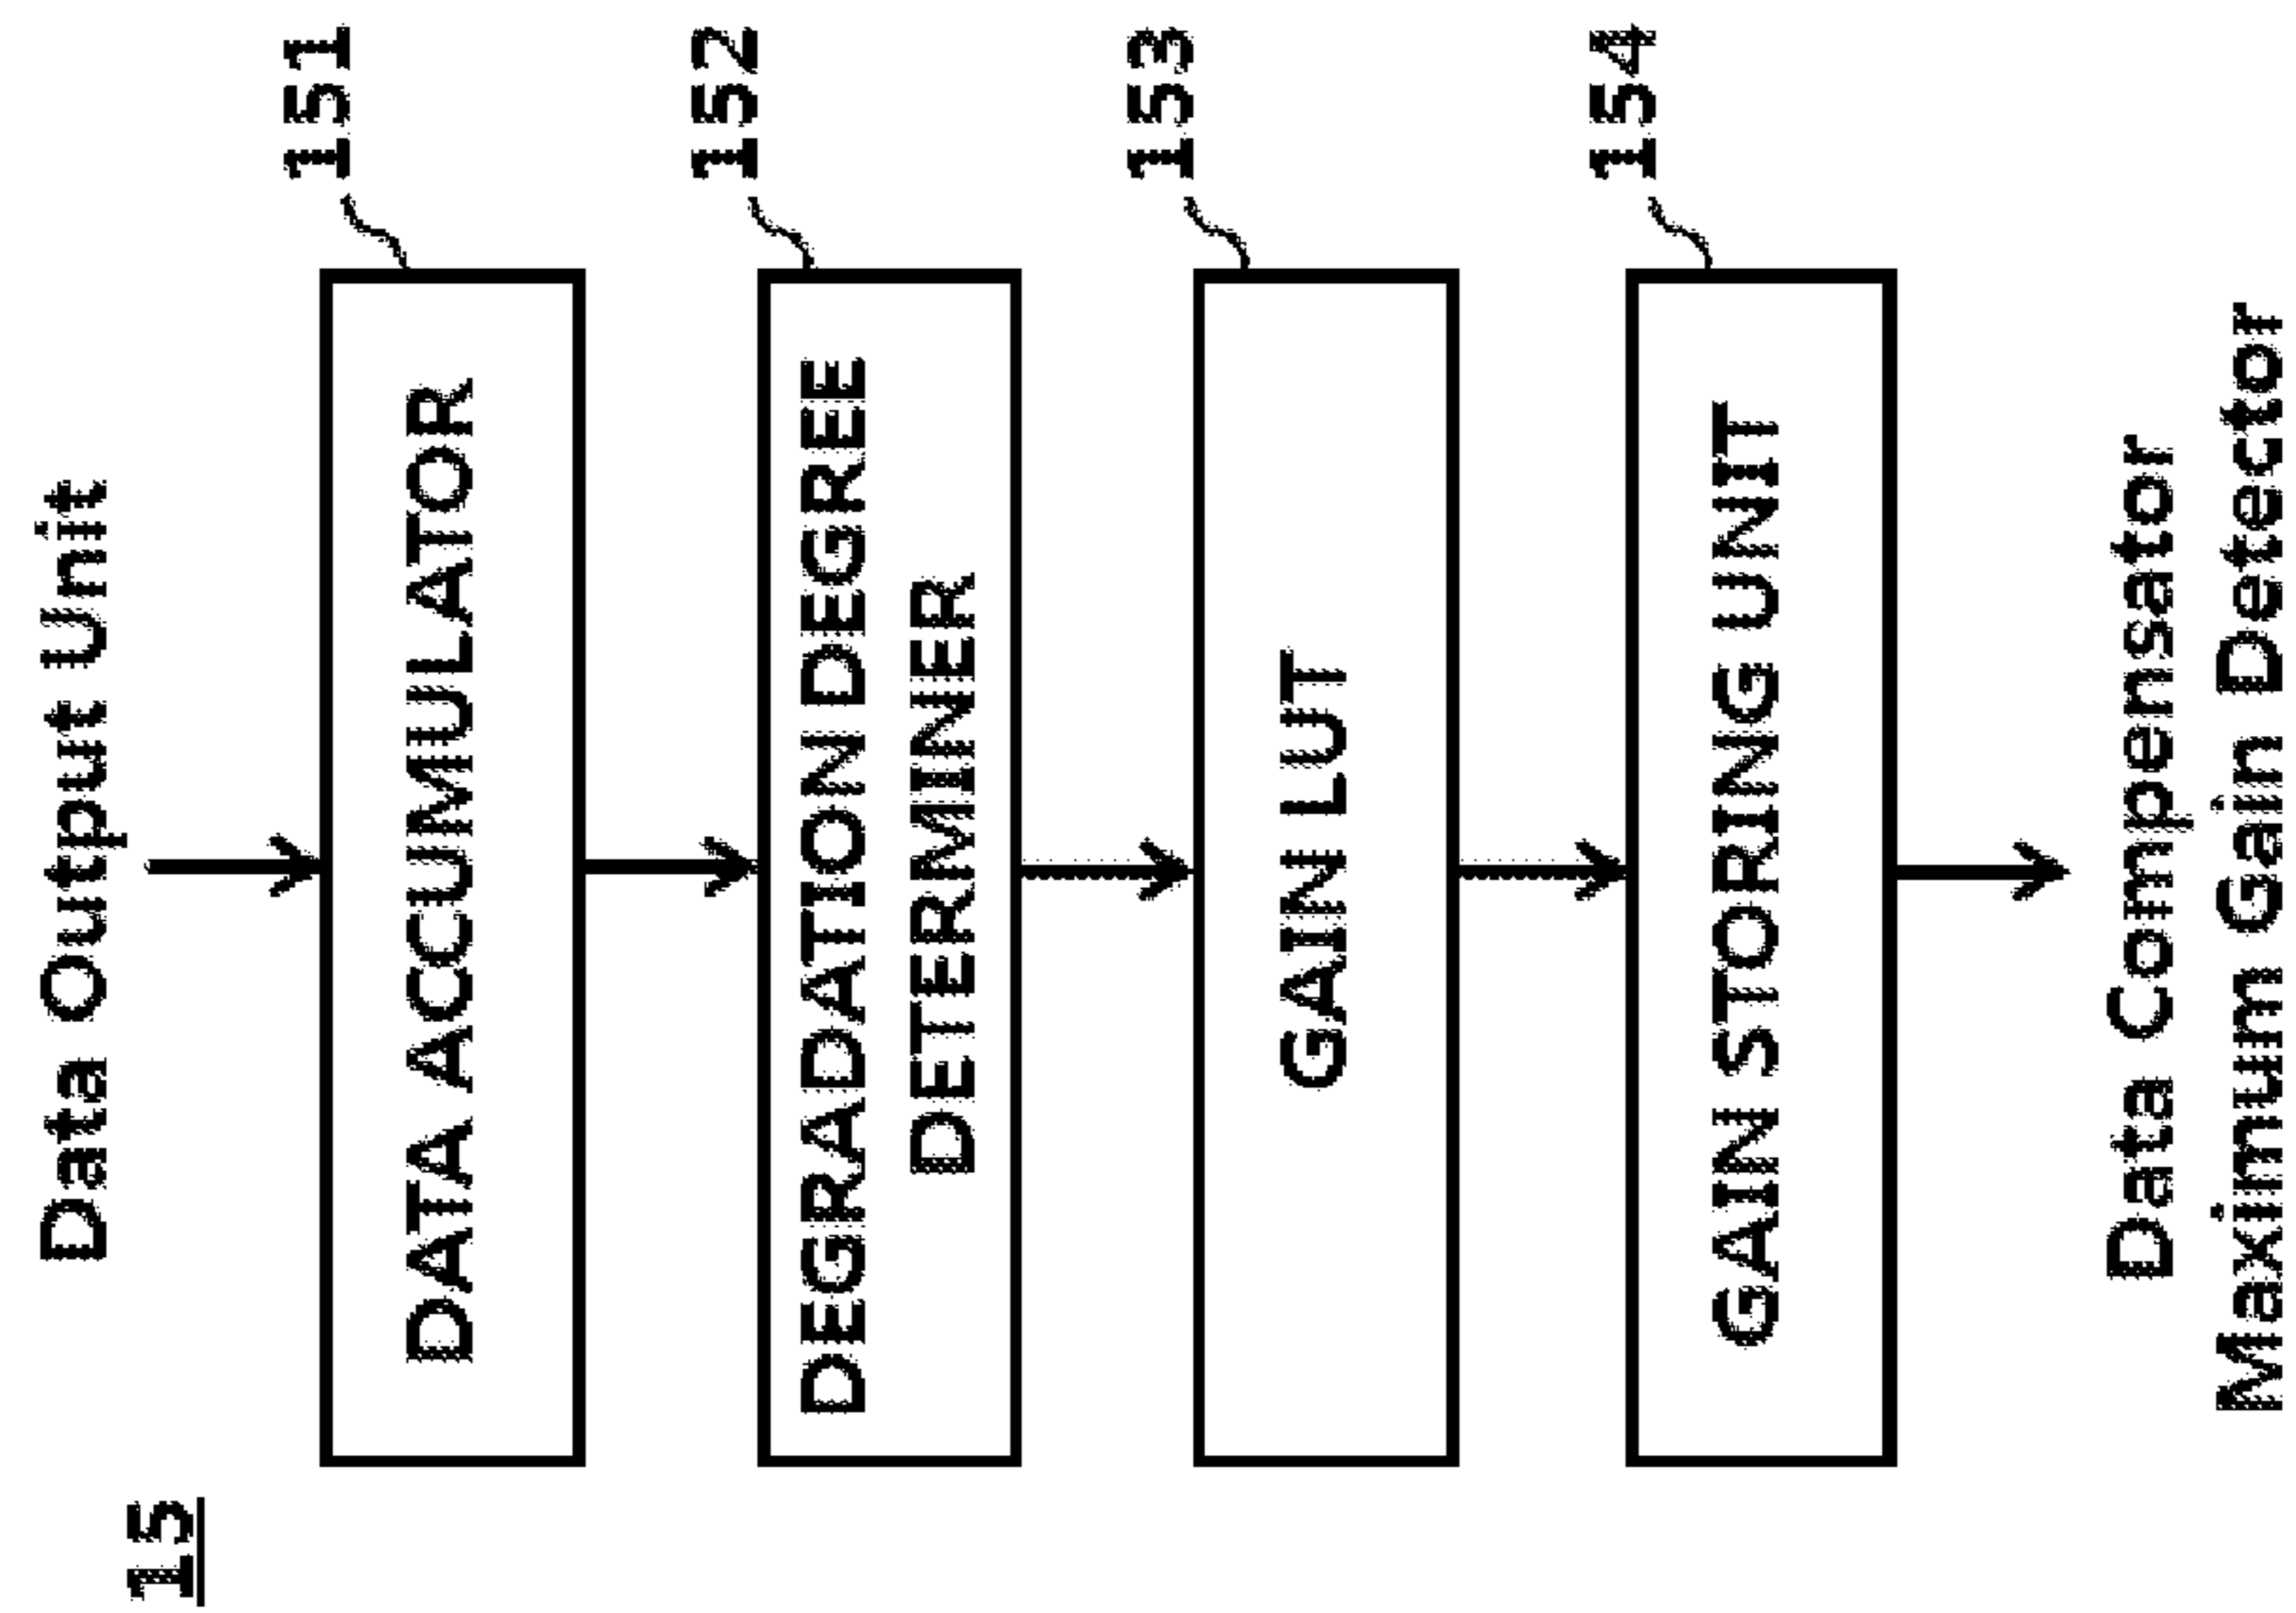 15
Data Output Unit
151
DATA ACCUMULATOR
152
DEGRADATION DEGREE
DETERMINER
153
GAIN LUT
154
GAIN STORING UNIT
Data Compensator
Maximum Gain Detector